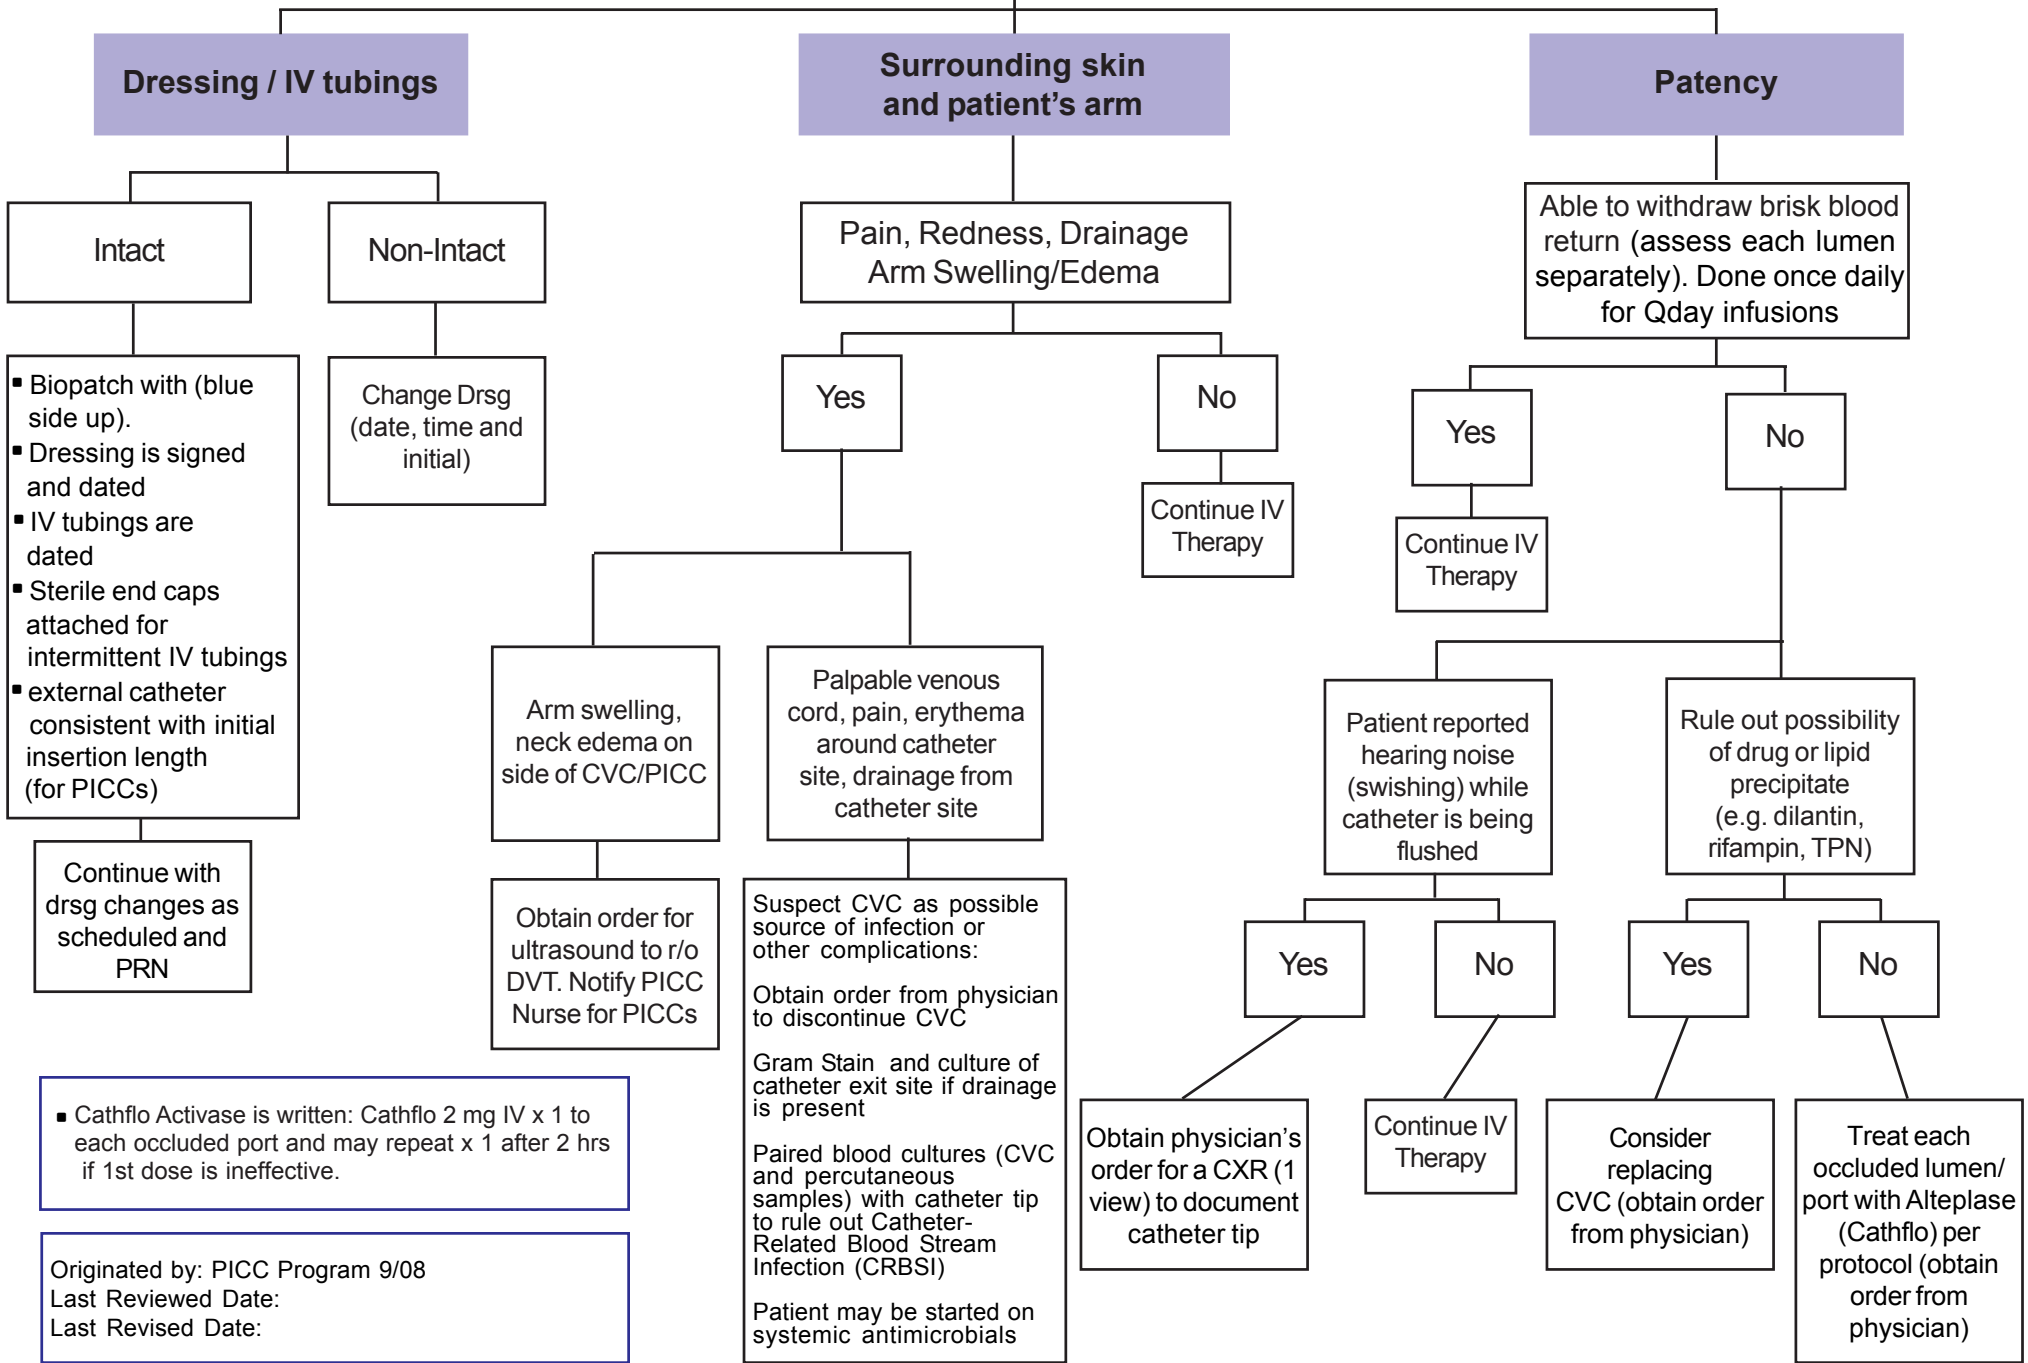 Dressing / IV tubings
Surrounding skin
and patient's arm
Patency
Intact
Non-Intact
Pain, Redness, Drainage
Arm Swelling/Edema
Able to withdraw brisk blood
return (assess each lumen
separately). Done once daily
for Qday infusions
▪ Biopatch with (blue
side up).
▪ Dressing is signed
and dated
▪ IV tubings are
dated
▪ Sterile end caps
attached for
intermittent IV tubings
▪ external catheter
consistent with initial
insertion length
(for PICCs)
Change Drsg
(date, time and
initial)
Yes
No
Yes
No
Continue IV
Therapy
Continue IV
Therapy
Continue with
drsg changes as
scheduled and
PRN
Arm swelling,
neck edema on
side of CVC/PICC
Palpable venous
cord, pain, erythema
around catheter
site, drainage from
catheter site
Patient reported
hearing noise
(swishing) while
catheter is being
flushed
Rule out possibility
of drug or lipid
precipitate
(e.g. dilantin,
rifampin, TPN)
Obtain order for
ultrasound to r/o
DVT. Notify PICC
Nurse for PICCs
Suspect CVC as possible
source of infection or
other complications:
Obtain order from physician
to discontinue CVC
Gram Stain and culture of
catheter exit site if drainage
is present
Paired blood cultures (CVC
and percutaneous
samples) with catheter tip
to rule out Catheter-
Related Blood Stream
Infection (CRBSI)
Patient may be started on
systemic antimicrobials
Yes
No
Yes
No
Obtain physician's
order for a CXR (1
view) to document
catheter tip
Continue IV
Therapy
Consider
replacing
CVC (obtain order
from physician)
Treat each
occluded lumen/
port with Alteplase
(Cathflo) per
protocol (obtain
order from
physician)
▪ Cathflo Activase is written: Cathflo 2 mg IV x 1 to
each occluded port and may repeat x 1 after 2 hrs
if 1st dose is ineffective.
Originated by: PICC Program 9/08
Last Reviewed Date:
Last Revised Date: